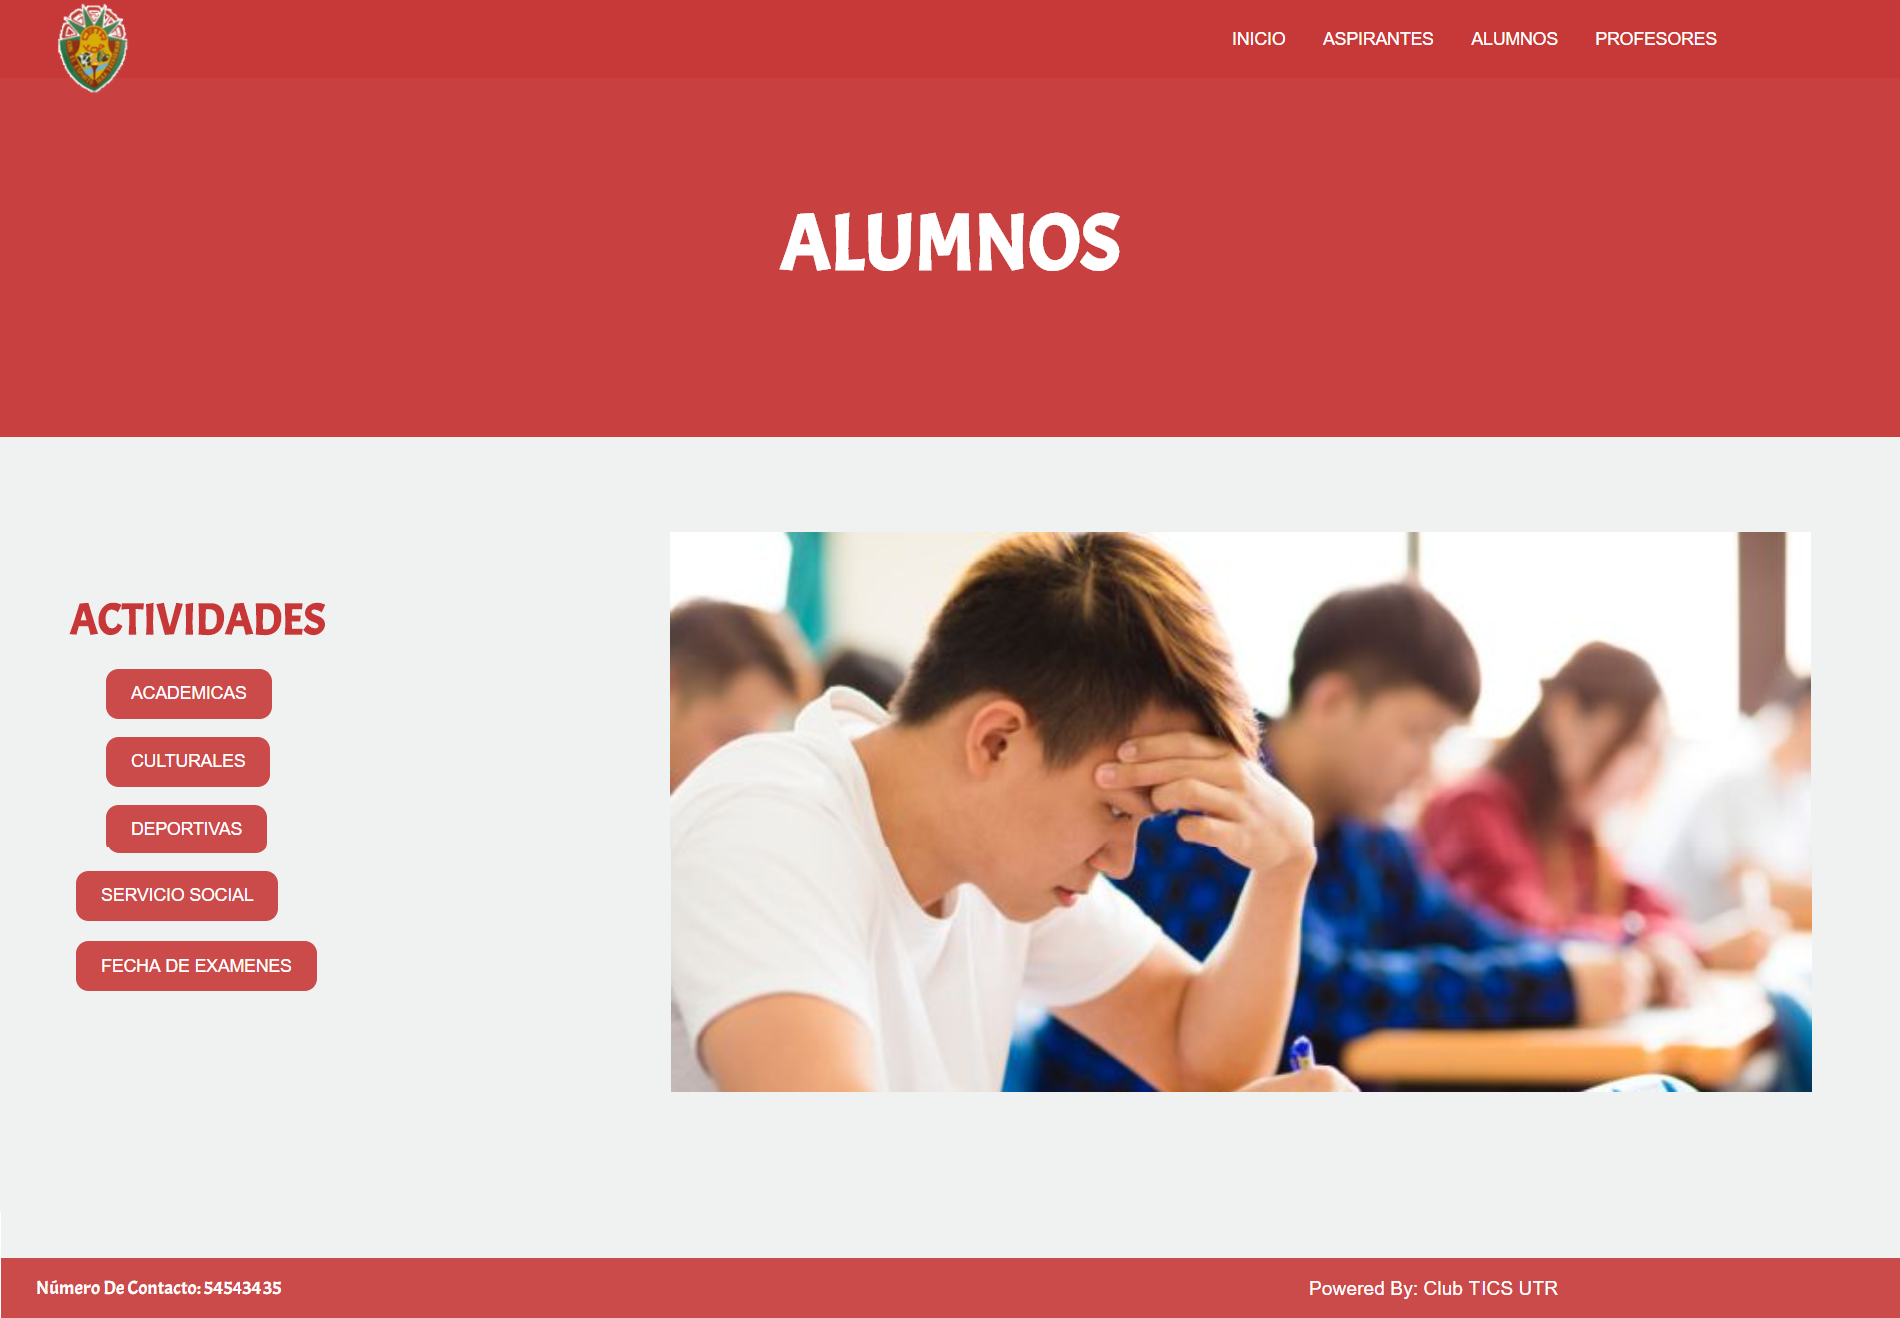 INICIO ASPIRANTES ALUMNOS PROFESORES
ALUMNOS
ACTIVIDADES
ACADEMICAS
CULTURALES
DEPORTIVAS
SERVICIO SOCIAL
FECHA DE EXAMENES
Número De Contacto: 54543435
Powered By: Club TICS UTR